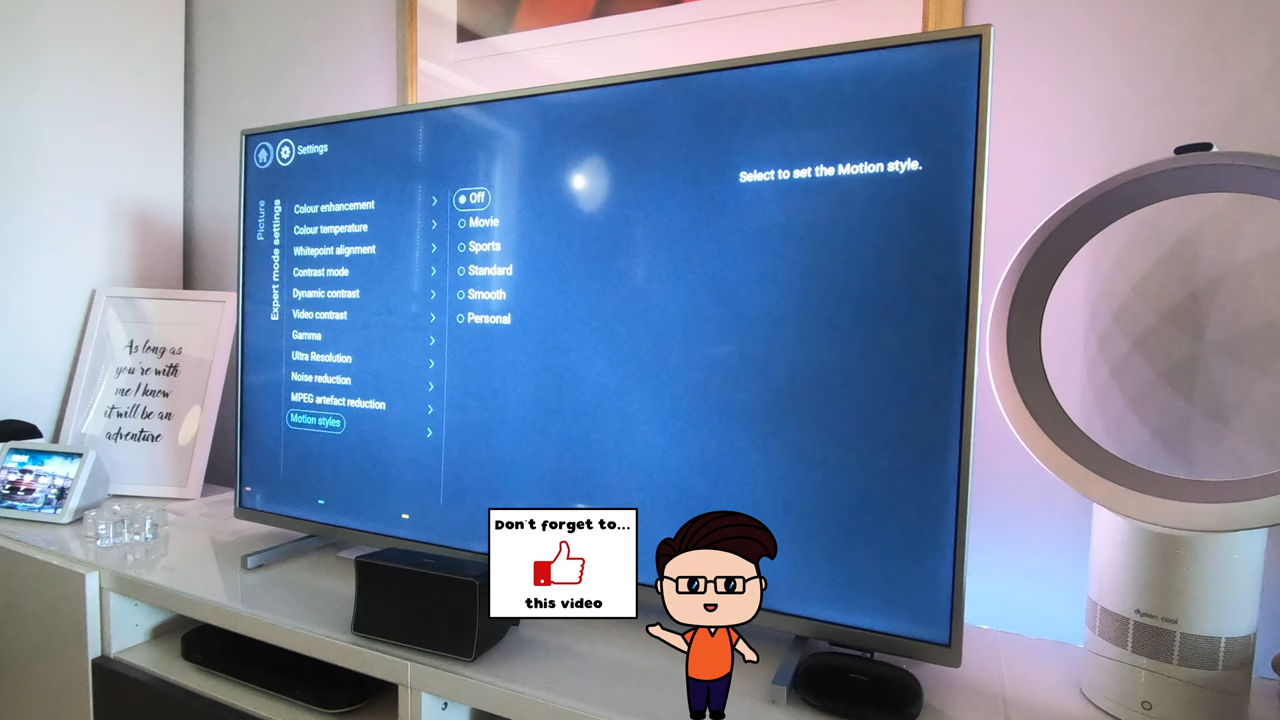 Settings
Select to set the Motion style.
Picture
Expert mode settings
Colour enhancement
Colour temperature
Whitepoint alignment
Contrast mode
Dynamic contrast
Video contrast
Gamma
Ultra Resolution
Noise reduction
MPEG artefact reduction
Motion styles
Off
Movie
Sports
Standard
Smooth
Personal
As long as
you're with
me I know
it will be an
adventure
Don't forget to...
this video
dyson cool